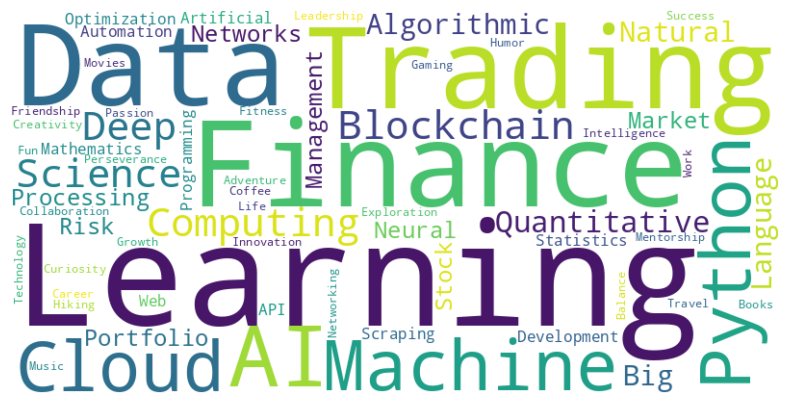 Optimization
Artificial
Leadership
Algorithmic
Success
Data
Trading
Automation
Networks
Humor
Natural
Movies
Gaming
Friendship
Passion
Fitness
Management
Blockchain
Market
Creativity
Deep
Programming
Intelligence
Finance
Python
Fun
Mathematics
Perseverance
Work
Science
Adventure
Language
Processing
Coffee
Collaboration
Life
Exploration
Risk
Computing
Neural
Quantitative
Learning
Technology
Growth
Innovation
Stock
Statistics
Mentorship
Curiosity
Networking
Balance
Career
Hiking
Web
API
Travel
Books
Portfolio
AI
Scraping
Development
Cloud
Machine
Big
Music